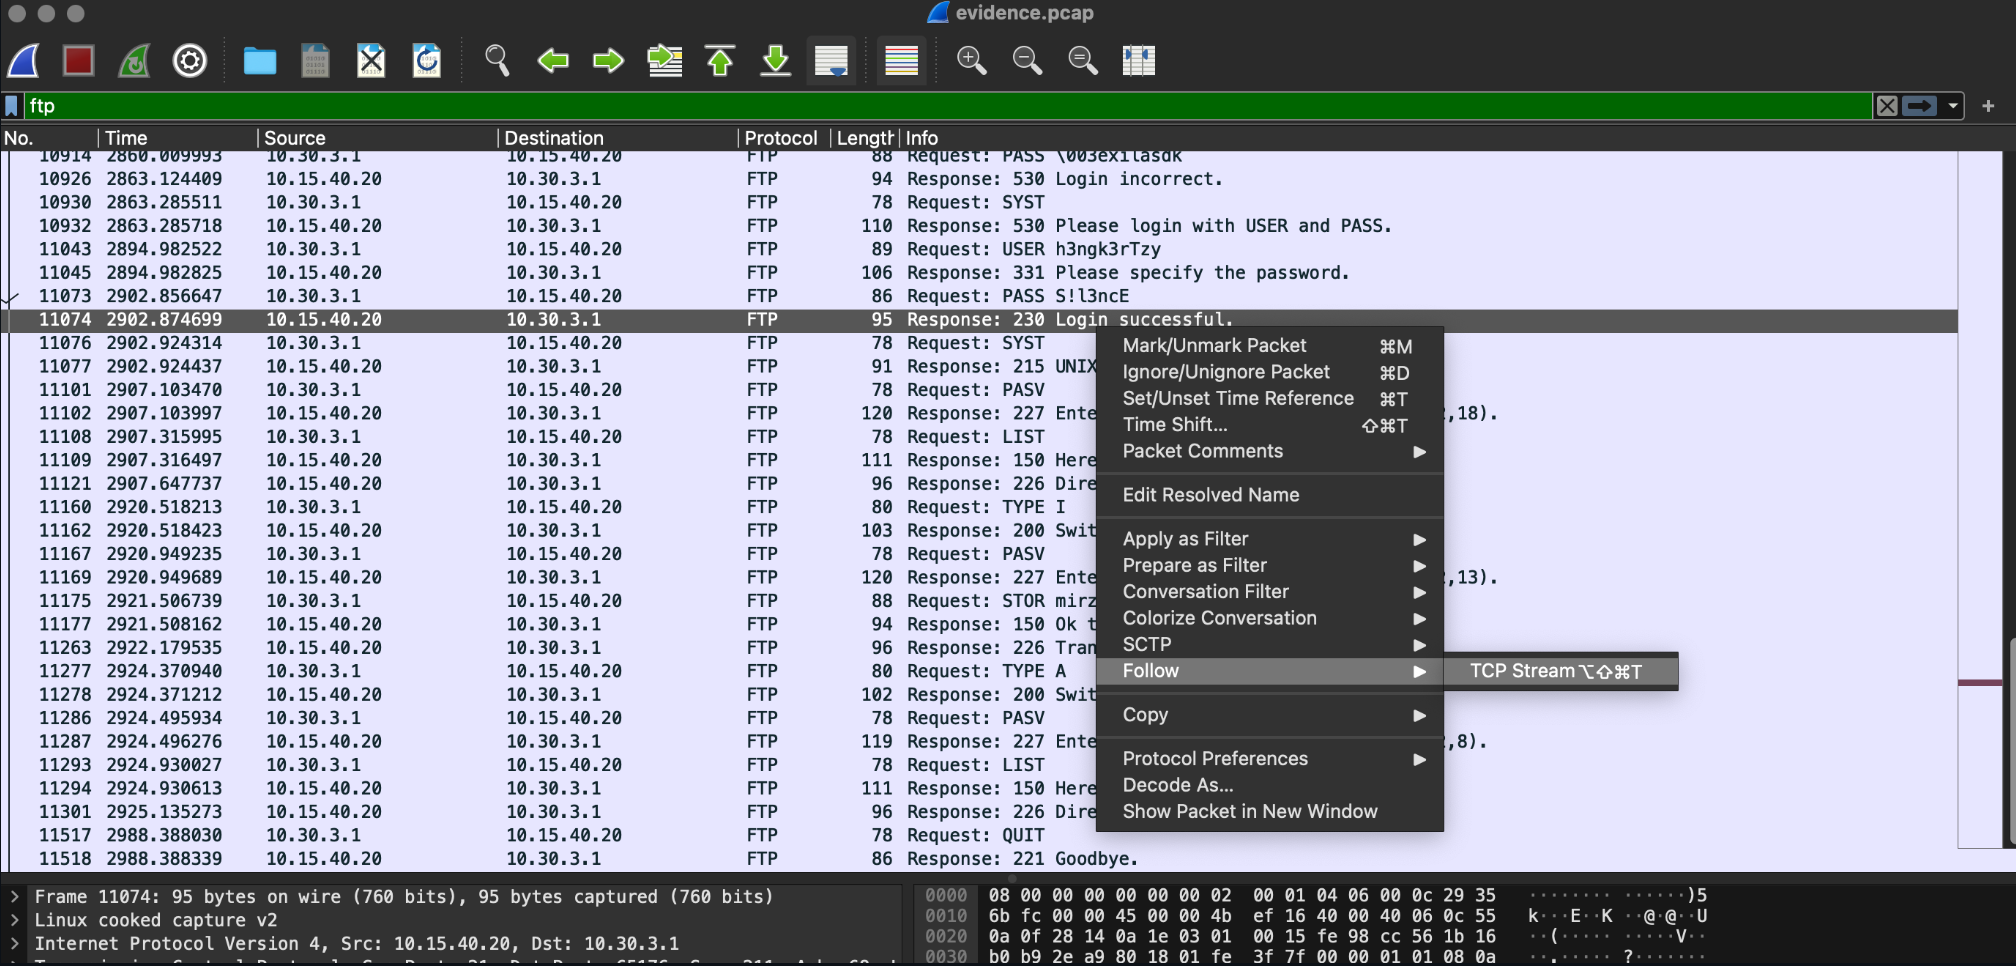 evidence.pcap
ftp
No. Time Source Destination Protocol Length Info
10914 2860.009993 10.30.3.1 10.15.40.20 FTP 88 Request: PASS \003exilasdk
10926 2863.124409 10.15.40.20 10.30.3.1 FTP 94 Response: 530 Login incorrect.
10930 2863.285511 10.30.3.1 10.15.40.20 FTP 78 Request: SYST
10932 2863.285718 10.15.40.20 10.30.3.1 FTP 110 Response: 530 Please login with USER and PASS.
11043 2894.982522 10.30.3.1 10.15.40.20 FTP 89 Request: USER h3ngk3rTzy
11045 2894.982825 10.15.40.20 10.30.3.1 FTP 106 Response: 331 Please specify the password.
11073 2902.856647 10.30.3.1 10.15.40.20 FTP 86 Request: PASS S!l3ncE
11074 2902.874699 10.15.40.20 10.30.3.1 FTP 95 Response: 230 Login successful.
11076 2902.924314 10.30.3.1 10.15.40.20 FTP 78 Request: SYST
11077 2902.924437 10.15.40.20 10.30.3.1 FTP 91 Response: 215 UNIX
11101 2907.103470 10.30.3.1 10.15.40.20 FTP 78 Request: PASV
11102 2907.103997 10.15.40.20 10.30.3.1 FTP 120 Response: 227 Ente ,18).
11108 2907.315995 10.30.3.1 10.15.40.20 FTP 78 Request: LIST
11109 2907.316497 10.15.40.20 10.30.3.1 FTP 111 Response: 150 Here
11121 2907.647737 10.15.40.20 10.30.3.1 FTP 96 Response: 226 Dire
11160 2920.518213 10.30.3.1 10.15.40.20 FTP 80 Request: TYPE I
11162 2920.518423 10.15.40.20 10.30.3.1 FTP 103 Response: 200 Swit
11167 2920.949235 10.30.3.1 10.15.40.20 FTP 78 Request: PASV
11169 2920.949689 10.15.40.20 10.30.3.1 FTP 120 Response: 227 Ente ,13).
11175 2921.506739 10.30.3.1 10.15.40.20 FTP 88 Request: STOR mirz
11177 2921.508162 10.15.40.20 10.30.3.1 FTP 94 Response: 150 Ok t
11263 2922.179535 10.15.40.20 10.30.3.1 FTP 96 Response: 226 Tran
11277 2924.370940 10.30.3.1 10.15.40.20 FTP 80 Request: TYPE A
11278 2924.371212 10.15.40.20 10.30.3.1 FTP 102 Response: 200 Swit
11286 2924.495934 10.30.3.1 10.15.40.20 FTP 78 Request: PASV
11287 2924.496276 10.15.40.20 10.30.3.1 FTP 119 Response: 227 Ente ,8).
11293 2924.930027 10.30.3.1 10.15.40.20 FTP 78 Request: LIST
11294 2924.930613 10.15.40.20 10.30.3.1 FTP 111 Response: 150 Here
11301 2925.135273 10.15.40.20 10.30.3.1 FTP 96 Response: 226 Dire
11517 2988.388030 10.30.3.1 10.15.40.20 FTP 78 Request: QUIT
11518 2988.388339 10.15.40.20 10.30.3.1 FTP 86 Response: 221 Goodbye.
Mark/Unmark Packet ⌘M
Ignore/Unignore Packet ⌘D
Set/Unset Time Reference ⌘T
Time Shift... ⇧⌘T
Packet Comments
Edit Resolved Name
Apply as Filter
Prepare as Filter
Conversation Filter
Colorize Conversation
SCTP
Follow
TCP Stream ⌥⇧⌘T
Copy
Protocol Preferences
Decode As...
Show Packet in New Window
Frame 11074: 95 bytes on wire (760 bits), 95 bytes captured (760 bits)
Linux cooked capture v2
Internet Protocol Version 4, Src: 10.15.40.20, Dst: 10.30.3.1
0000 08 00 00 00 00 00 00 02 00 01 04 06 00 0c 29 35 ········ ······)5
0010 6b fc 00 00 45 00 00 4b ef 16 40 00 40 06 0c 55 k···E··K ··@·@··U
0020 0a 0f 28 14 0a 1e 03 01 00 15 fe 98 cc 56 1b 16 ··(····· ·····V··
0030 b0 b9 2e a9 80 18 01 fe 3f 7f 00 00 01 01 08 0a ··.····· ?·······